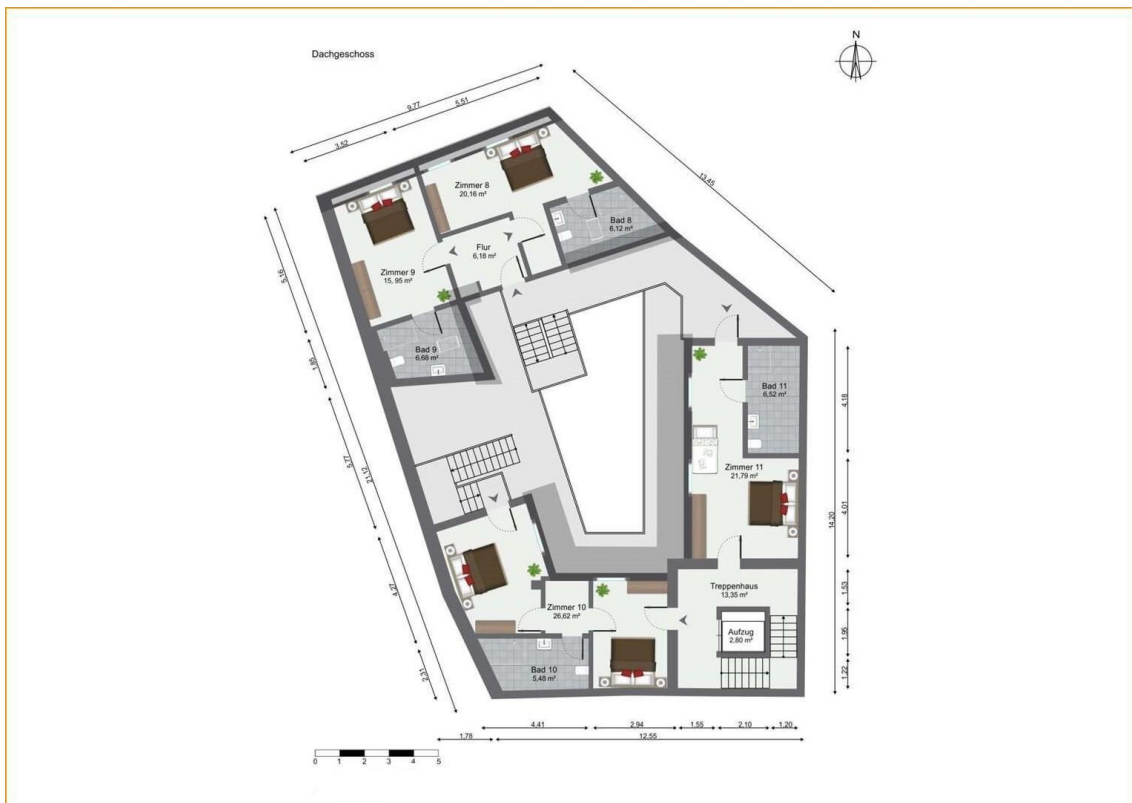 N
Dachgeschoss
9.77
5.51
3.52
13.45
Zimmer 8
20,16 m²
Bad 8
6,12 m²
Flur
6,18 m²
Zimmer 9
15, 95 m²
Bad 9
6,68 m²
5.16
1.85
5.77
21.12
4.27
2.31
Bad 11
6,52 m²
Zimmer 11
21,79 m²
4.18
4.01
14.20
1.53
1.95
1.22
Treppenhaus
13,35 m²
Aufzug
2,80 m²
Zimmer 10
26,62 m²
Bad 10
5,48 m²
4.41
2.94
1.55
2.10
1.20
1.78
12.55
0 1 2 3 4 5